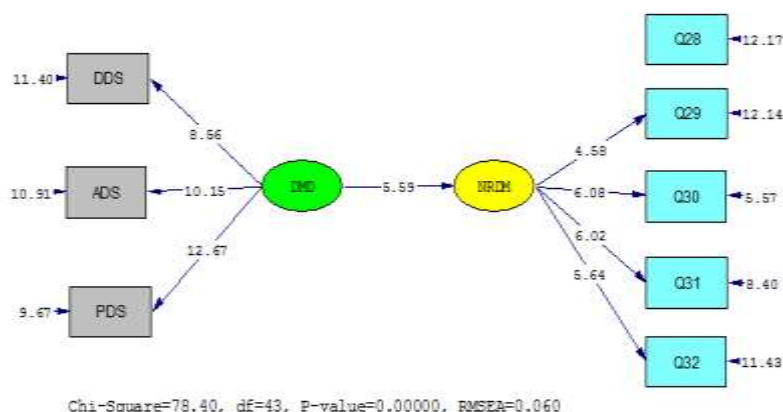 11.40 DDS
10.91 ADS
9.67 PDS
8.56
10.15
12.67
DMD
5.59
NRDM
4.58
6.08
6.02
5.64
Q28 12.17
Q29 12.14
Q30 5.57
Q31 8.40
Q32 11.43
Chi-Square=78.40, df=43, P-value=0.00000, RMSEA=0.060